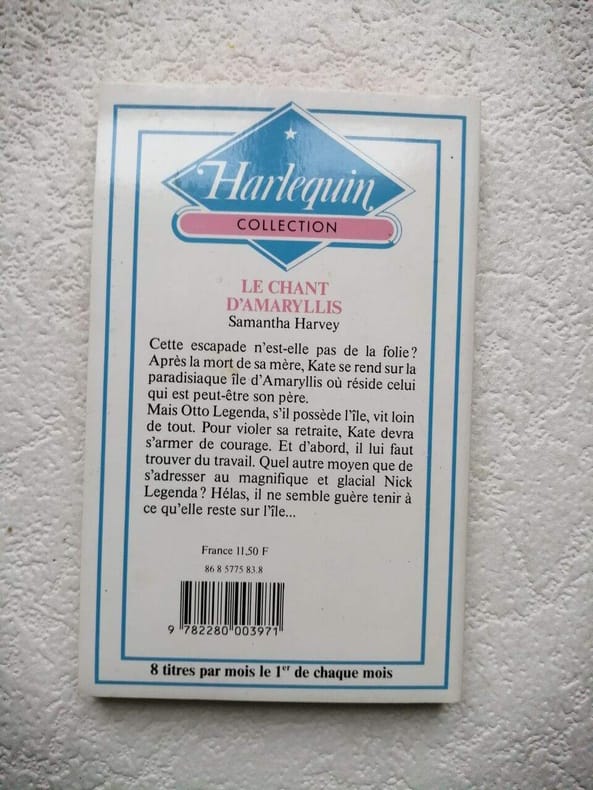 Harlequin
COLLECTION
LE CHANT
D'AMARYLLIS
Samantha Harvey
Cette escapade n'est-elle pas de la folie?
Après la mort de sa mère, Kate se rend sur la
paradisiaque île d'Amaryllis où réside celui
qui est peut-être son père.
Mais Otto Legenda, s'il possède l'île, vit loin
de tout. Pour violer sa retraite, Kate devra
s'armer de courage. Et d'abord, il lui faut
trouver du travail. Quel autre moyen que de
s'adresser au magnifique et glacial Nick
Legenda? Hélas, il ne semble guère tenir à
ce qu'elle reste sur l'île...
France 11,50 F
86 8 5775 83.8
9 782280 003971
8 titres par mois le 1er de chaque mois